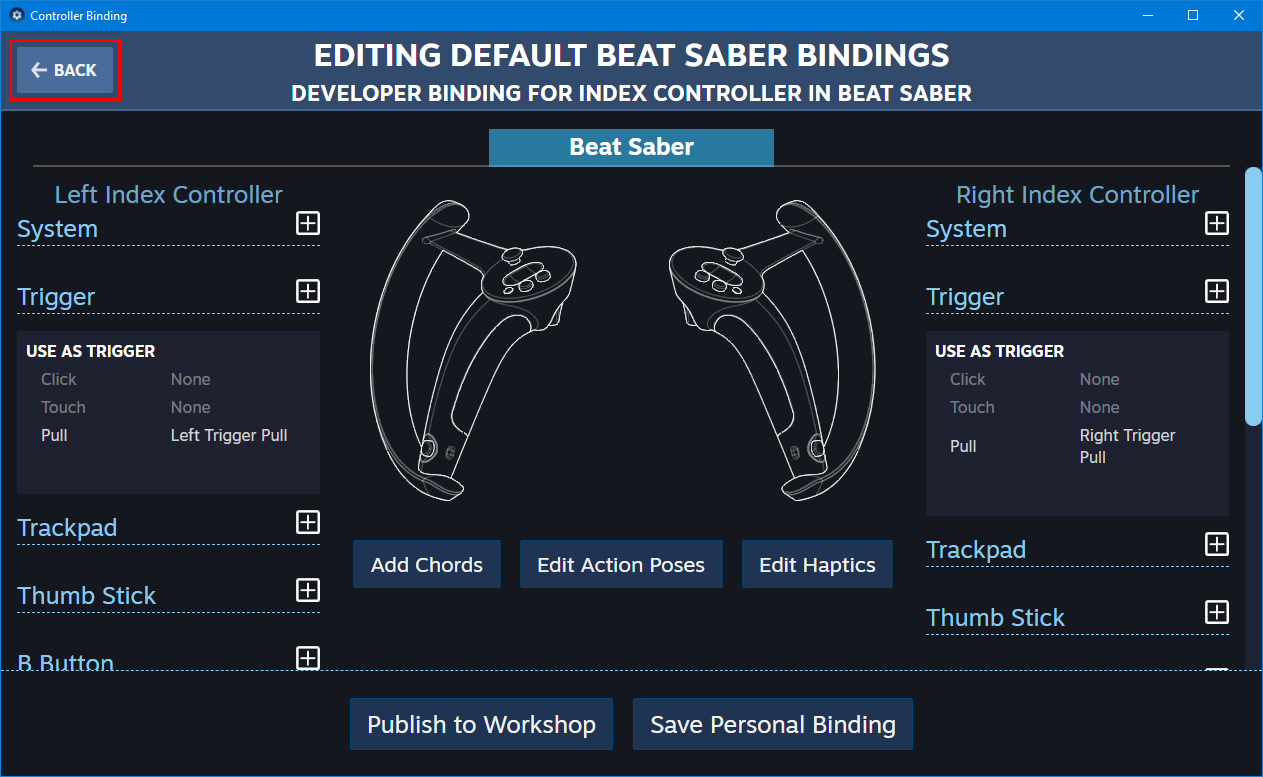 Controller Binding
BACK
EDITING DEFAULT BEAT SABER BINDINGS
DEVELOPER BINDING FOR INDEX CONTROLLER IN BEAT SABER
Beat Saber
Left Index Controller
System
Trigger
USE AS TRIGGER
Click None
Touch None
Pull Left Trigger Pull
Trackpad
Thumb Stick
B Button
Add Chords
Edit Action Poses
Edit Haptics
Right Index Controller
System
Trigger
USE AS TRIGGER
Click None
Touch None
Pull Right Trigger
Pull
Trackpad
Thumb Stick
Publish to Workshop
Save Personal Binding